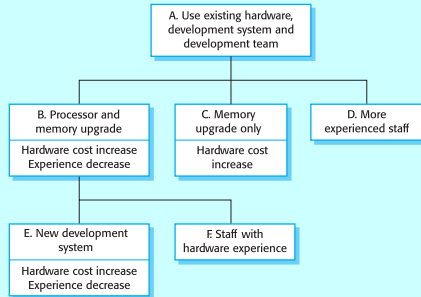 A. Use existing hardware,
development system and
development team
B. Processor and
memory upgrade
Hardware cost increase
Experience decrease
C. Memory
upgrade only
Hardware cost
increase
D. More
experienced staff
E. New development
system
Hardware cost increase
Experience decrease
F. Staff with
hardware experience